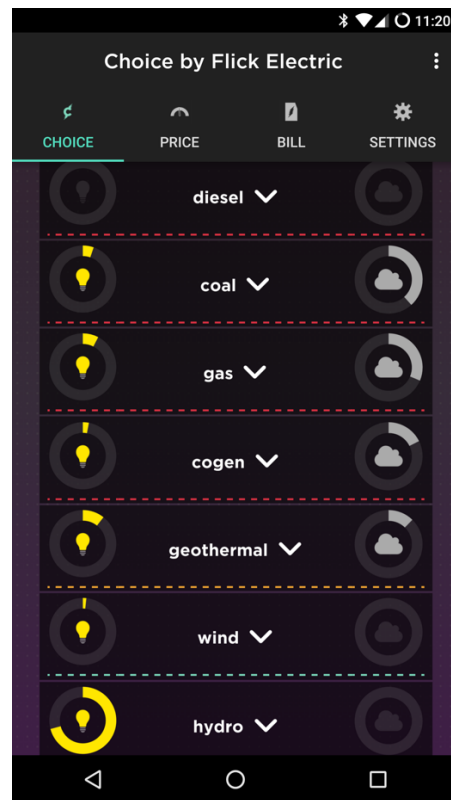 11:20
Choice by Flick Electric
CHOICE PRICE BILL SETTINGS
diesel
coal
gas
cogen
geothermal
wind
hydro